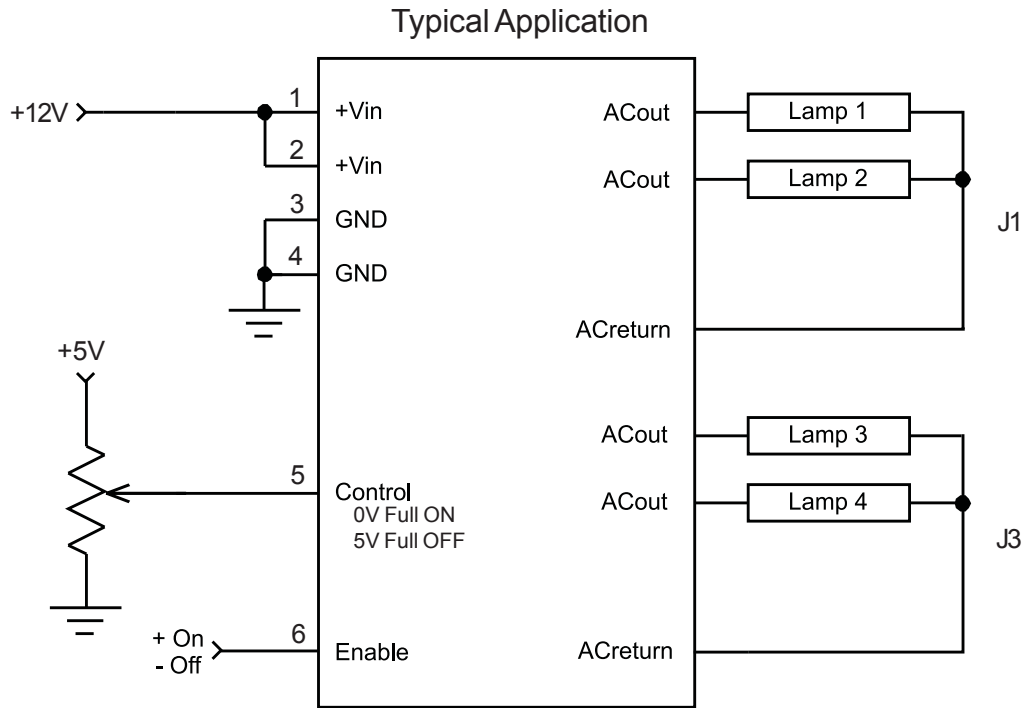 Typical Application
+12V
1
+Vin
2
+Vin
3
GND
4
GND
+5V
5
Control
0V Full ON
5V Full OFF
+ On
- Off
6
Enable
ACout
Lamp 1
ACout
Lamp 2
J1
ACreturn
ACout
Lamp 3
ACout
Lamp 4
J3
ACreturn